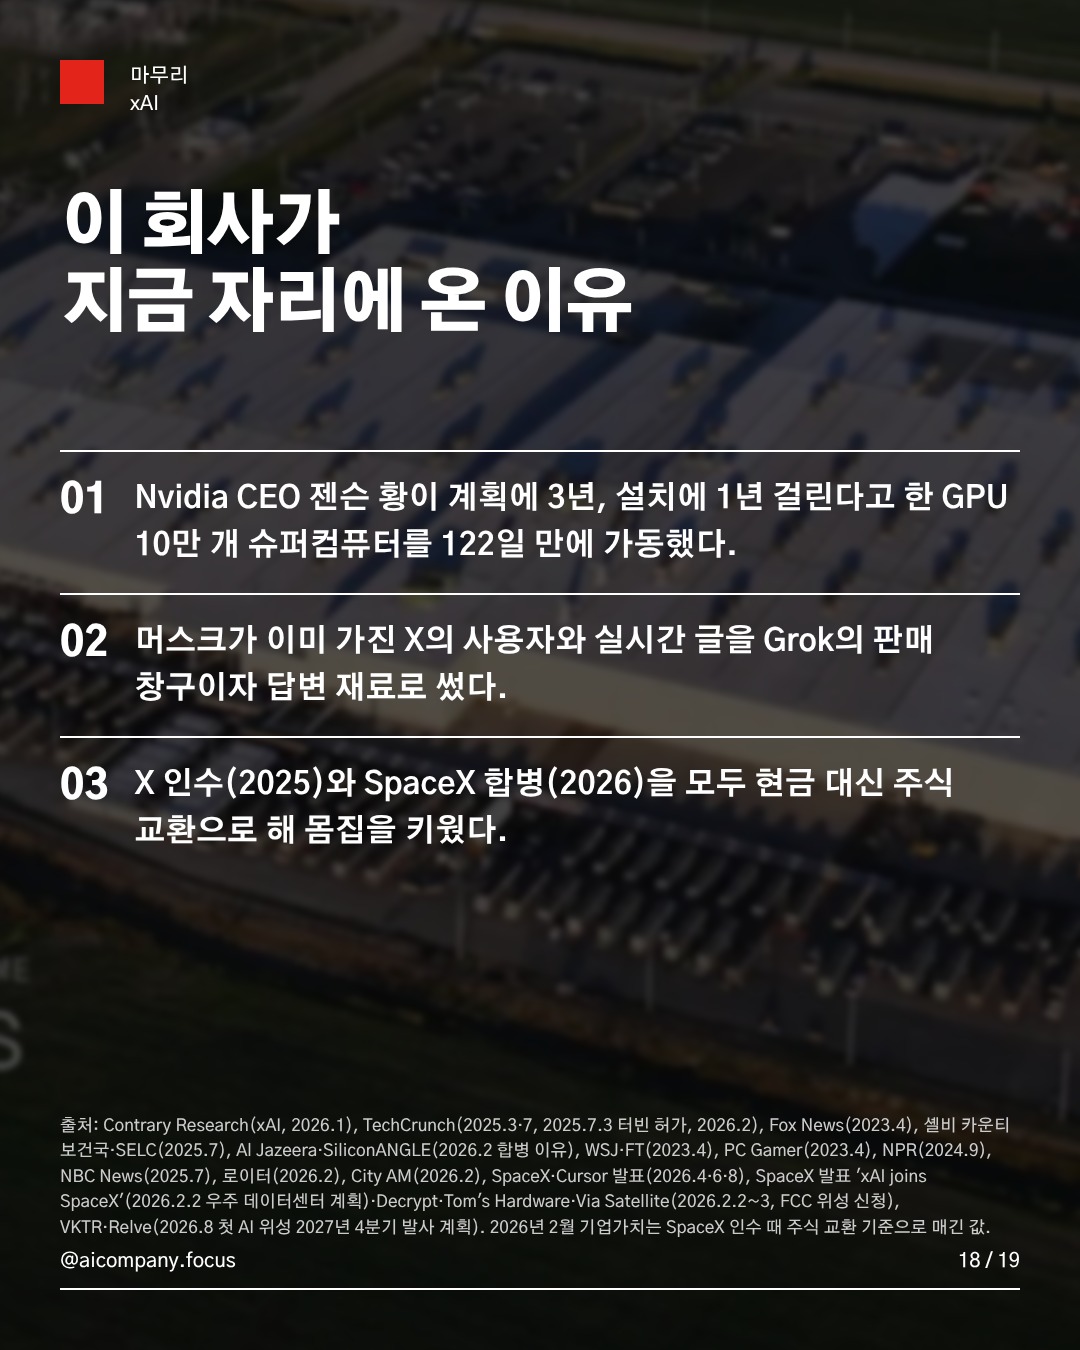 마무리
xAI
이 회사가
지금 자리에 온 이유
01 Nvidia CEO 젠슨 황이 계획에 3년, 설치에 1년 걸린다고 한 GPU
10만 개 슈퍼컴퓨터를 122일 만에 가동했다.
02 머스크가 이미 가진 X의 사용자와 실시간 글을 Grok의 판매
창구이자 답변 재료로 썼다.
03 X 인수(2025)와 SpaceX 합병(2026)을 모두 현금 대신 주식
교환으로 해 몸집을 키웠다.
출처: Contrary Research(xAI, 2026.1), TechCrunch(2025.3·7, 2025.7.3 터빈 허가, 2026.2), Fox News(2023.4), 셸비 카운티
보건국·SELC(2025.7), Al Jazeera·SiliconANGLE(2026.2 합병 이유), WSJ·FT(2023.4), PC Gamer(2023.4), NPR(2024.9),
NBC News(2025.7), 로이터(2026.2), City AM(2026.2), SpaceX·Cursor 발표(2026.4·6·8), SpaceX 발표 'xAI joins
SpaceX'(2026.2.2 우주 데이터센터 계획)·Decrypt·Tom's Hardware·Via Satellite(2026.2.2~3, FCC 위성 신청),
VKTR·Relve(2026.8 첫 AI 위성 2027년 4분기 발사 계획). 2026년 2월 기업가치는 SpaceX 인수 때 주식 교환 기준으로 매긴 값.
@aicompany.focus
18 / 19